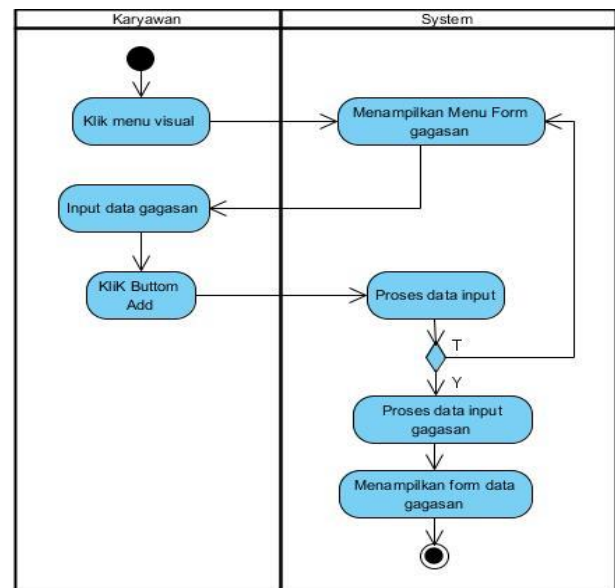 Karyawan
System
Klik menu visual
Menampilkan Menu Form
gagasan
Input data gagasan
KliK Buttom
Add
Proses data input
T
Y
Proses data input
gagasan
Menampilkan form data
gagasan